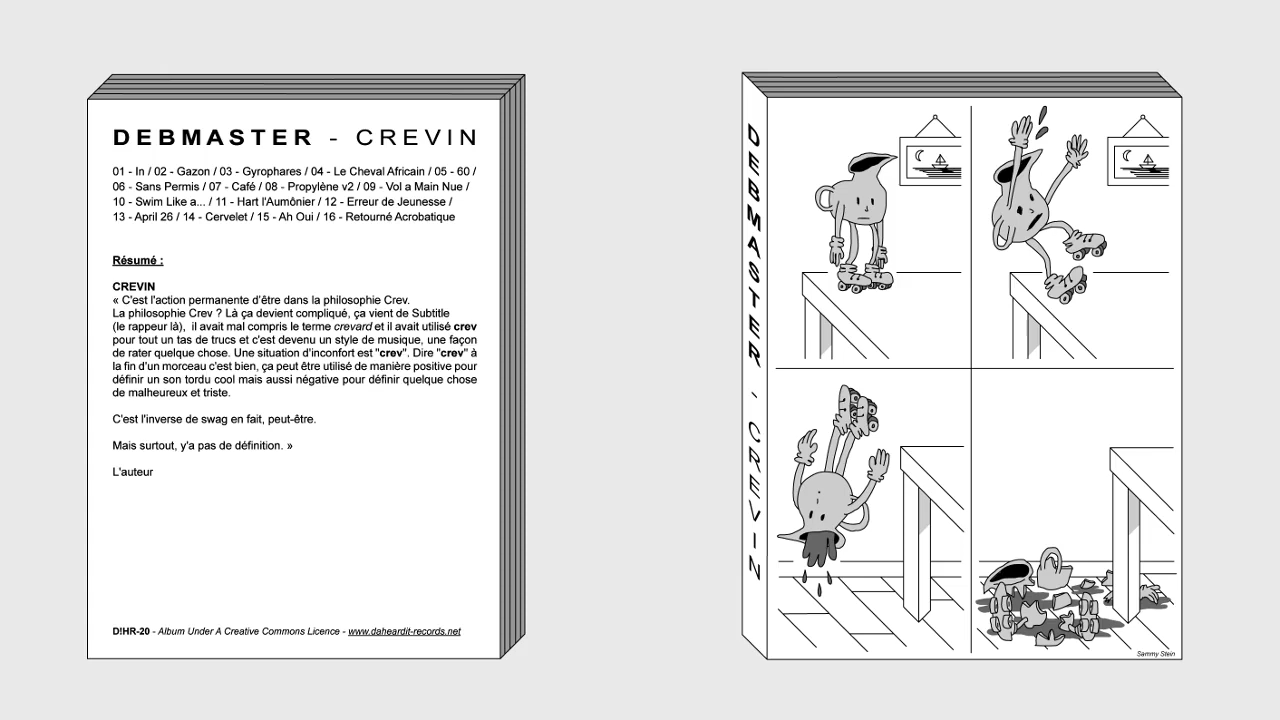 DEBMASTER - CREVIN
01 - In / 02 - Gazon / 03 - Gyrophares / 04 - Le Cheval Africain / 05 - 60 /
06 - Sans Permis / 07 - Café / 08 - Propylène v2 / 09 - Vol a Main Nue /
10 - Swim Like a... / 11 - Hart l'Aumônier / 12 - Erreur de Jeunesse /
13 - April 26 / 14 - Cervelet / 15 - Ah Oui / 16 - Retourné Acrobatique
Résumé :
CREVIN
« C'est l'action permanente d'être dans la philosophie Crev.
La philosophie Crev ? Là ça devient compliqué, ça vient de Subtitle
(le rappeur là), il avait mal compris le terme crevard et il avait utilisé crev
pour tout un tas de trucs et c'est devenu un style de musique, une façon
de rater quelque chose. Une situation d'inconfort est "crev". Dire "crev" à
la fin d'un morceau c'est bien, ça peut être utilisé de manière positive pour
définir un son tordu cool mais aussi négative pour définir quelque chose
de malheureux et triste.
C'est l'inverse de swag en fait, peut-être.
Mais surtout, y'a pas de définition. »
L'auteur
D!HR-20 - Album Under A Creative Commons Licence - www.daheardit-records.net
DEBMASTER - CREVIN
Sammy Stein